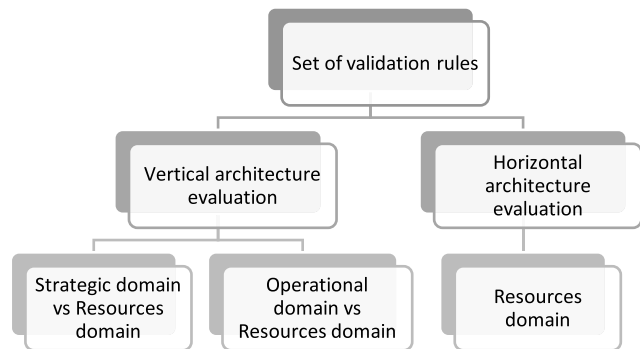 Set of validation rules
Vertical architecture
evaluation
Horizontal
architecture
evaluation
Strategic domain
vs Resources
domain
Operational
domain vs
Resources domain
Resources
domain